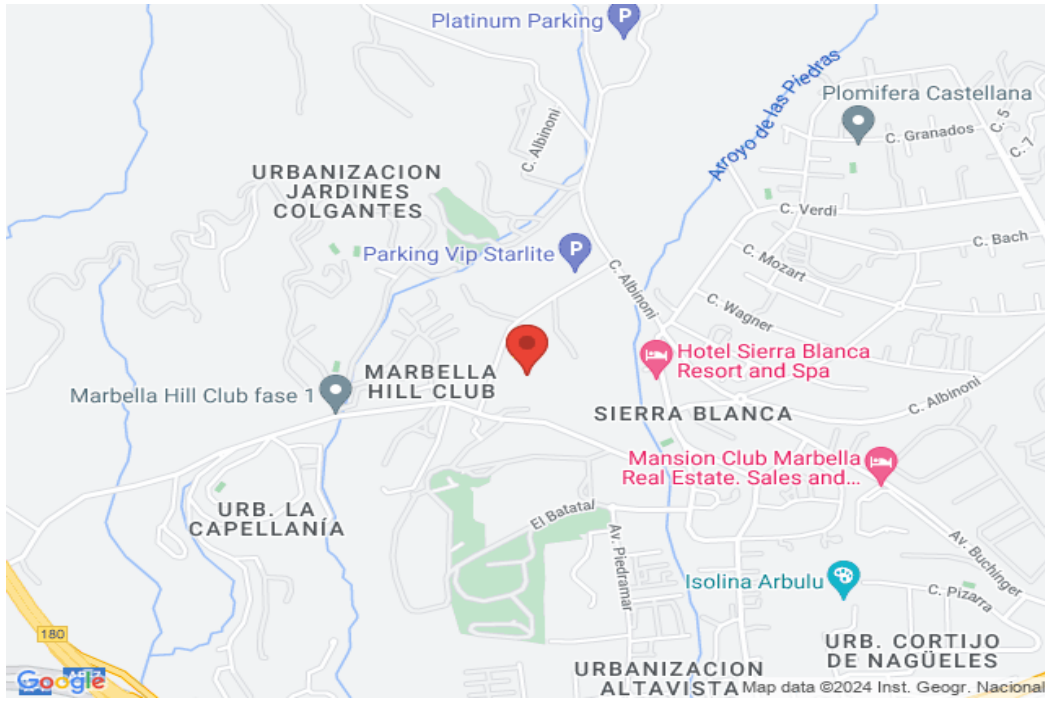 Platinum Parking
P
Arroyo de las Piedras
Plomifera Castellana
C. Granados
C. 5
C. 7
C. Albinoni
URBANIZACION
JARDINES
COLGANTES
C. Verdi
C. Bach
Parking Vip Starlite
P
C. Albinoni
C. Mozart
C. Wagner
MARBELLA
HILL CLUB
Hotel Sierra Blanca
Resort and Spa
Marbella Hill Club fase 1
C. Albinoni
SIERRA BLANCA
Mansion Club Marbella
Real Estate. Sales and...
URB. LA
CAPELLANÍA
El Batatal
Av. Piedramar
Av. Buchinger
Isolina Arbulu
C. Pizarra
180
URB. CORTIJO
DE NAGÜELES
URBANIZACION
ALTAVISTA
Google
Map data ©2024 Inst. Geogr. Nacional